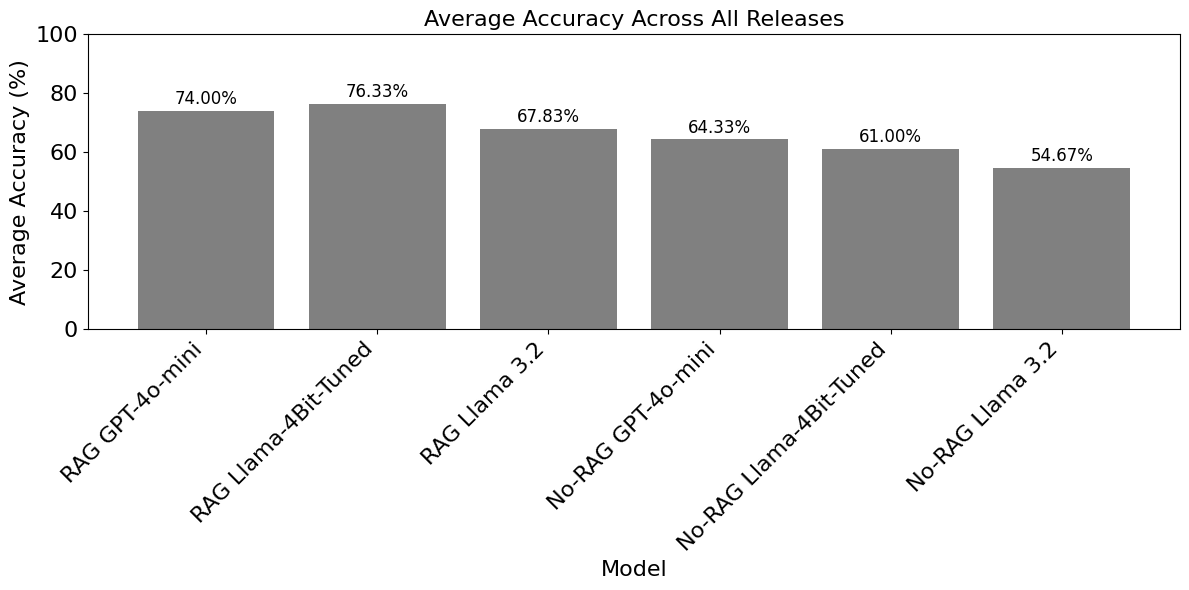 Average Accuracy Across All Releases
Average Accuracy (%)
100
80
60
40
20
0
74.00%
76.33%
67.83%
64.33%
61.00%
54.67%
RAG GPT-4o-mini
RAG Llama-4Bit-Tuned
RAG Llama 3.2
No-RAG GPT-4o-mini
No-RAG Llama-4Bit-Tuned
No-RAG Llama 3.2
Model